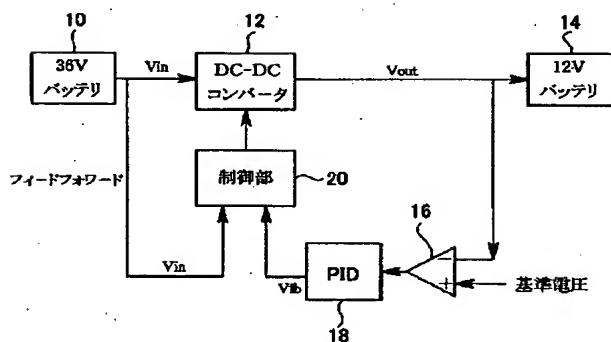 10
12
14
36V
バッテリ
Vin
DC-DC
コンバータ
Vout
12V
バッテリ
フィードフォワード
制御部
20
16
Vin
Vfb
PID
基準電圧
18
−
+